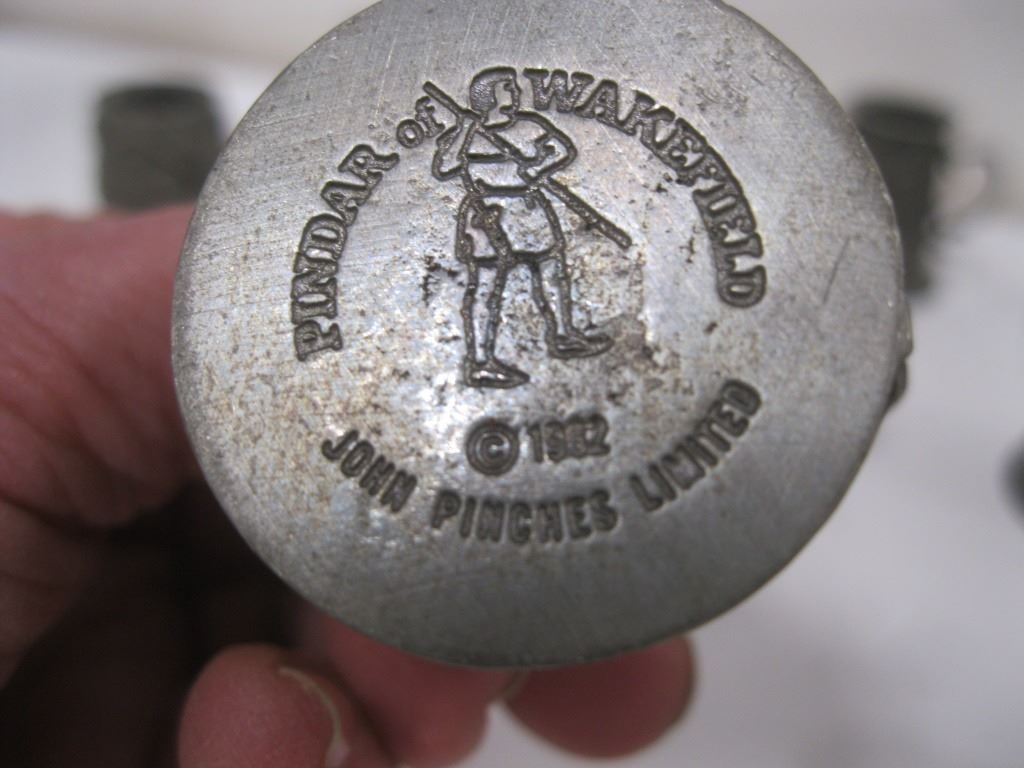 PINDAR of WAKEFIELD
© 1982
JOHN PINCHES LIMITED